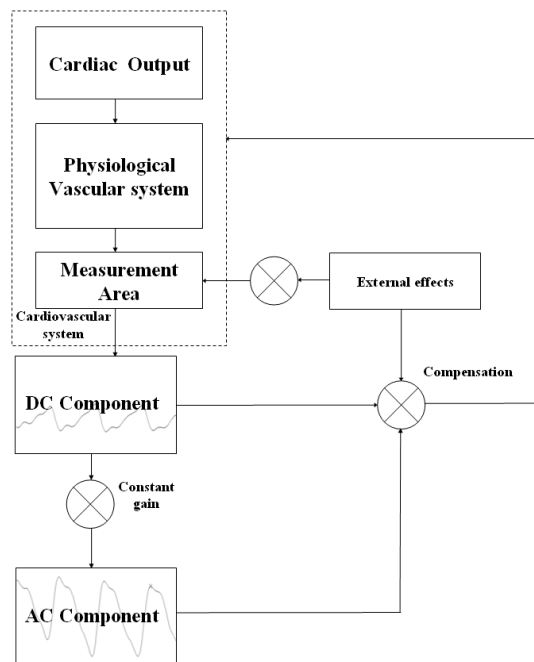 Cardiac Output
Physiological
Vascular system
Measurement
Area
External effects
Cardiovascular
system
DC Component
Compensation
Constant
gain
AC Component